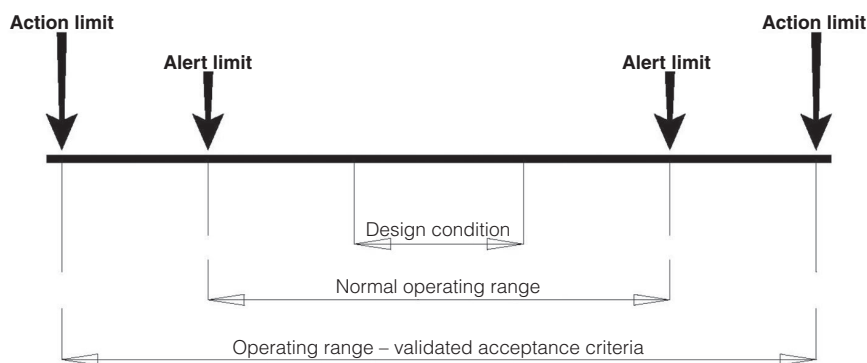 Action limit
Action limit
Alert limit
Alert limit
Design condition
Normal operating range
Operating range – validated acceptance criteria